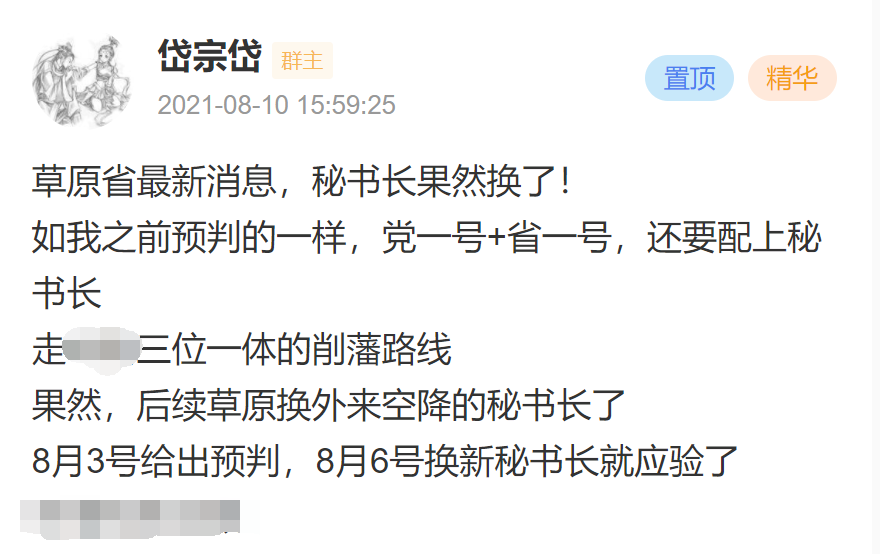 岱宗岱 群主
置顶 精华
2021-08-10 15:59:25
草原省最新消息，秘书长果然换了！
如我之前预判的一样，党一号+省一号，还要配上秘
书长
走三位一体的削藩路线
果然，后续草原换外来空降的秘书长了
8月3号给出预判，8月6号换新秘书长就应验了